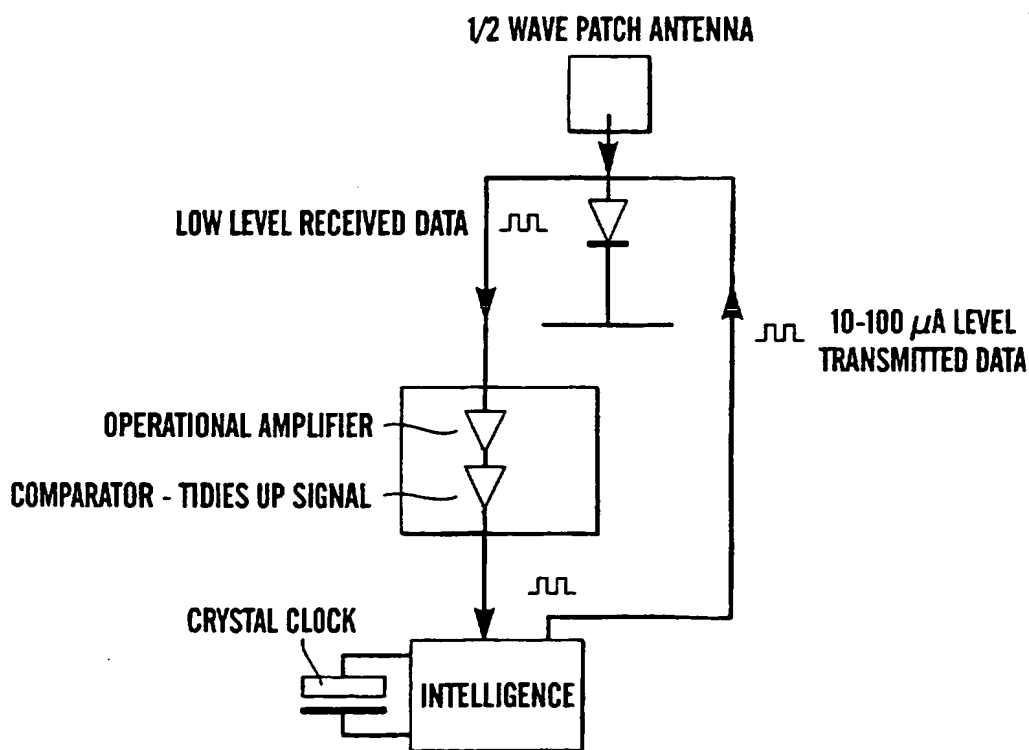 1/2 WAVE PATCH ANTENNA
LOW LEVEL RECEIVED DATA
10-100 μA LEVEL
TRANSMITTED DATA
OPERATIONAL AMPLIFIER
COMPARATOR - TIDIES UP SIGNAL
CRYSTAL CLOCK
INTELLIGENCE